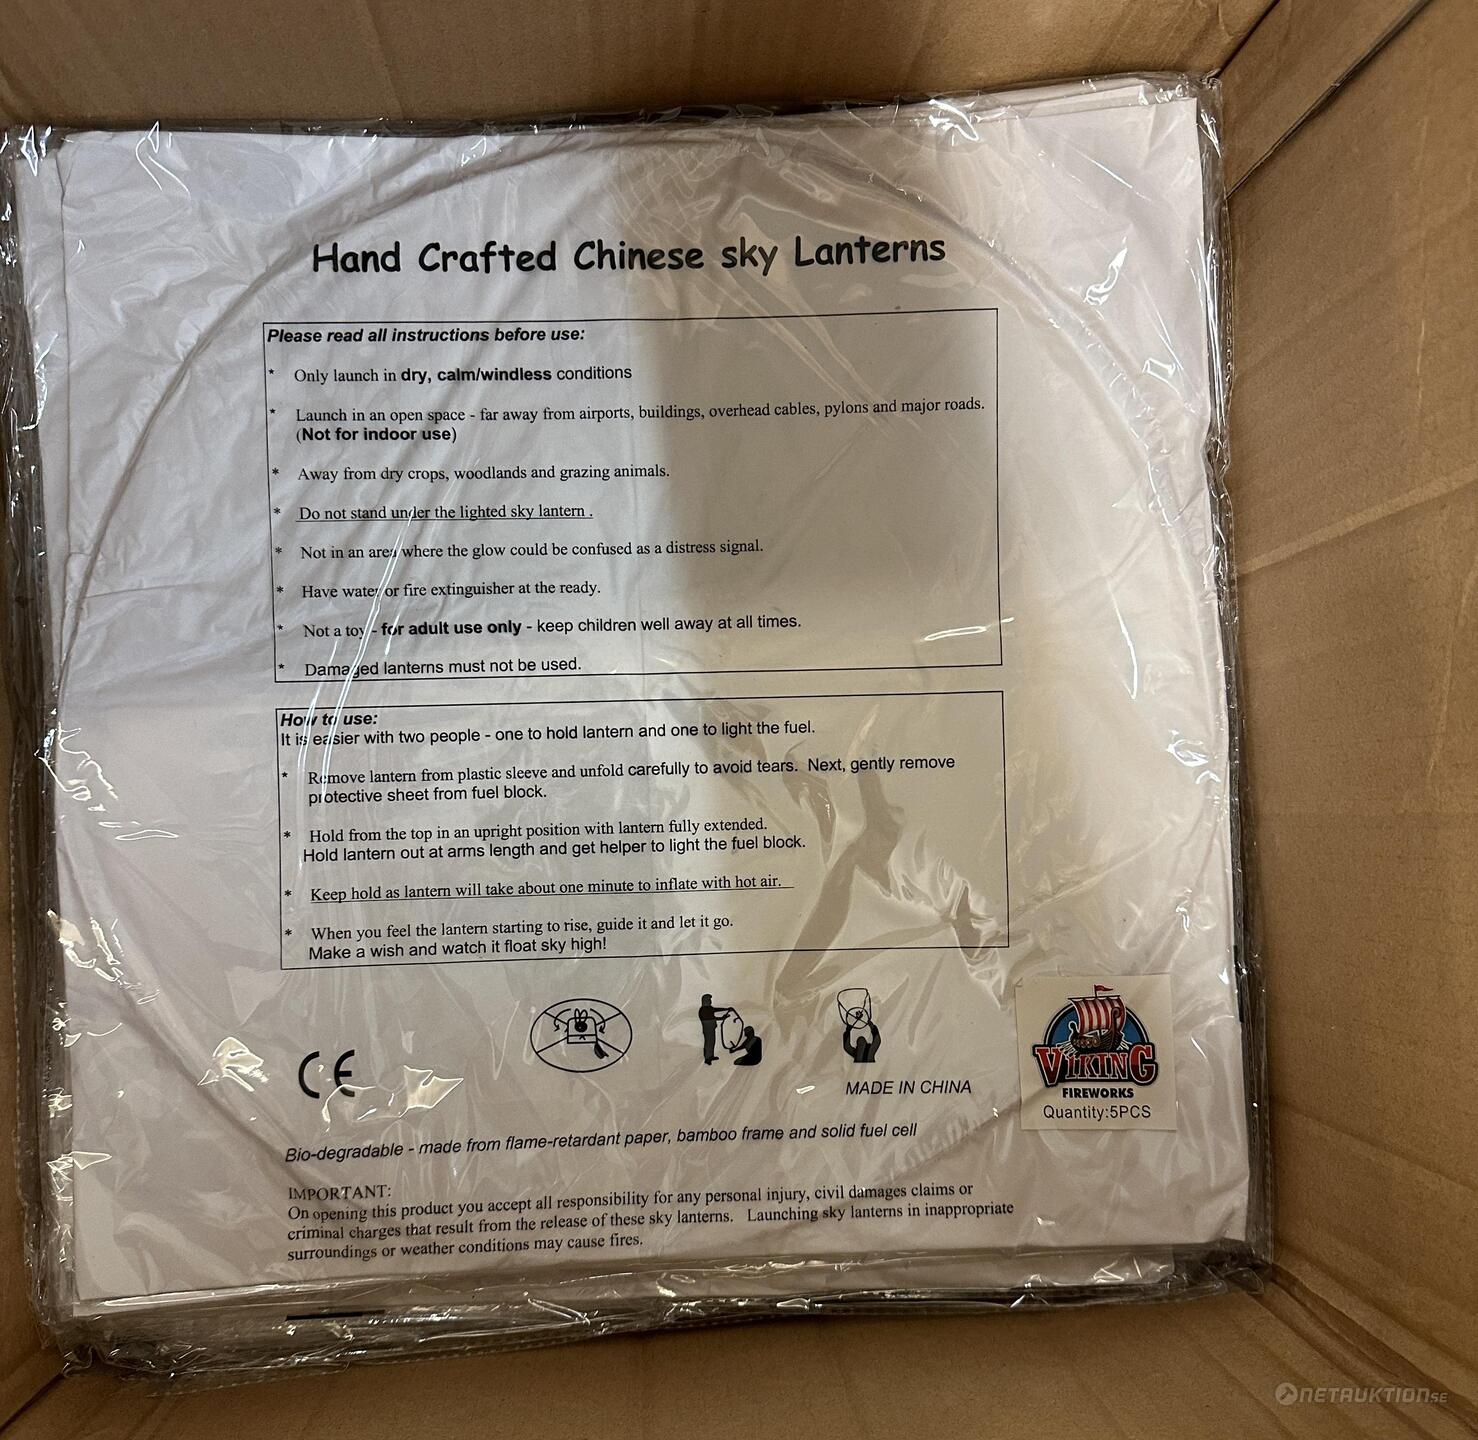 Hand Crafted Chinese sky Lanterns
Please read all instructions before use:
* Only launch in dry, calm/windless conditions
* Launch in an open space - far away from airports, buildings, overhead cables, pylons and major roads.
(Not for indoor use)
* Away from dry crops, woodlands and grazing animals.
* Do not stand under the lighted sky lantern .
* Not in an area where the glow could be confused as a distress signal.
* Have water or fire extinguisher at the ready.
* Not a toy - for adult use only - keep children well away at all times.
* Damaged lanterns must not be used.
How to use:
It is easier with two people - one to hold lantern and one to light the fuel.
* Remove lantern from plastic sleeve and unfold carefully to avoid tears. Next, gently remove
protective sheet from fuel block.
* Hold from the top in an upright position with lantern fully extended.
Hold lantern out at arms length and get helper to light the fuel block.
* Keep hold as lantern will take about one minute to inflate with hot air.
* When you feel the lantern starting to rise, guide it and let it go.
Make a wish and watch it float sky high!
CE
MADE IN CHINA
VIKING
FIREWORKS
Quantity:5PCS
Bio-degradable - made from flame-retardant paper, bamboo frame and solid fuel cell
IMPORTANT:
On opening this product you accept all responsibility for any personal injury, civil damages claims or
criminal charges that result from the release of these sky lanterns. Launching sky lanterns in inappropriate
surroundings or weather conditions may cause fires.
NETAUKTION.SE